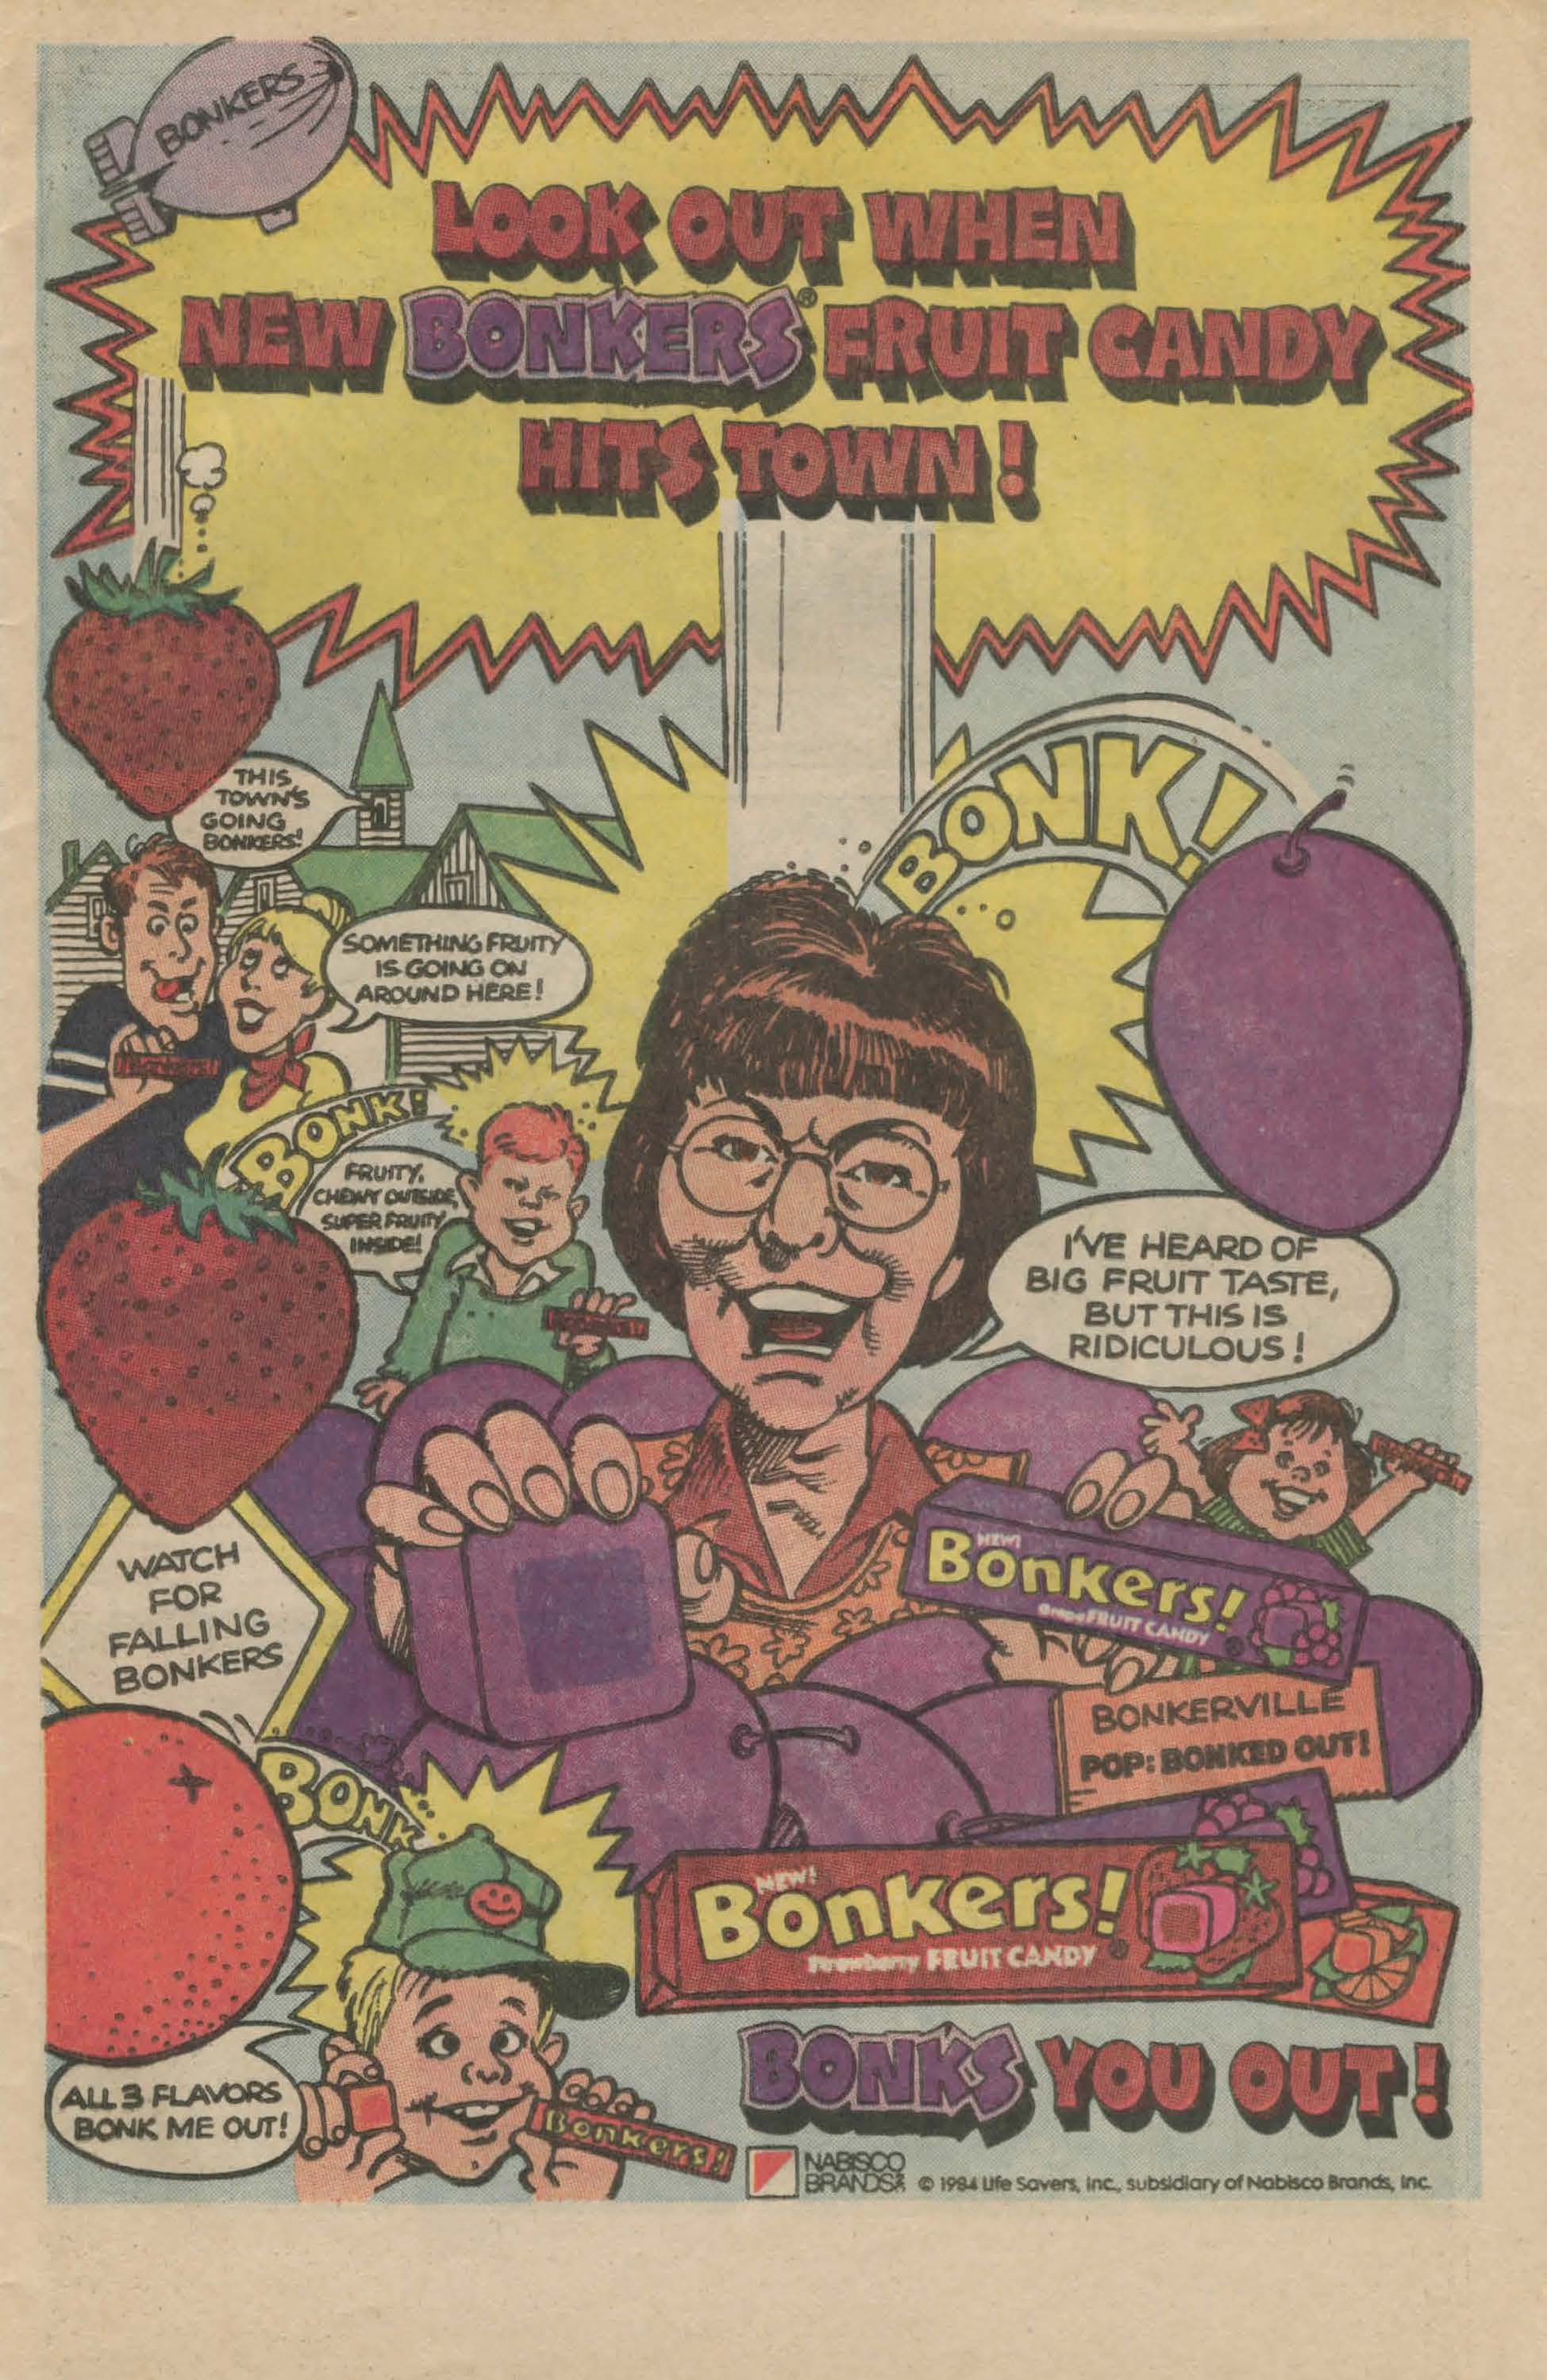 BONKERS
LOOK OUT WHEN
NEW BONKERS® FRUIT CANDY
HITS TOWN!
THIS
TOWN'S
GOING
BONKERS!
SOMETHING FRUITY
IS GOING ON
AROUND HERE!
BONK!
BONK!
FRUITY,
CHEWY OUTSIDE,
SUPER FRUITY
INSIDE!
I'VE HEARD OF
BIG FRUIT TASTE,
BUT THIS IS
RIDICULOUS!
NEW!
Bonkers!
Grape FRUIT CANDY
WATCH
FOR
FALLING
BONKERS
BONKERVILLE
POP: BONKED OUT!
BONK
NEW!
Bonkers!
Strawberry FRUIT CANDY
ALL 3 FLAVORS
BONK ME OUT!
Bonkers!
BONKS YOU OUT!
NABISCO
BRANDS
© 1984 Life Savers, Inc., subsidiary of Nabisco Brands, Inc.